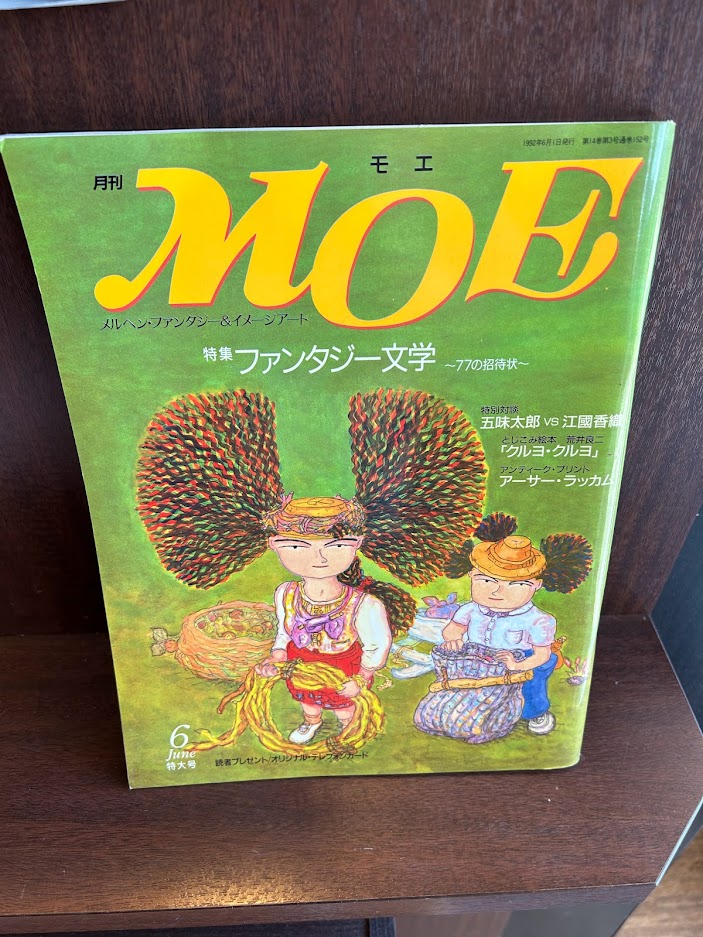 1992年6月1日発行 第14巻第3号通巻152号
月刊
モエ
MOE
メルヘン・ファンタジー&イメージアート
特集 ファンタジー文学 ~77の招待状~
特別対談
五味太郎 VS 江國香織
とじこみ絵本 荒井良二
「クルヨ・クルヨ」
アンティーク・プリント
アーサー・ラッカム
6
June
特大号
読者プレゼント/オリジナル・テレフォンカード